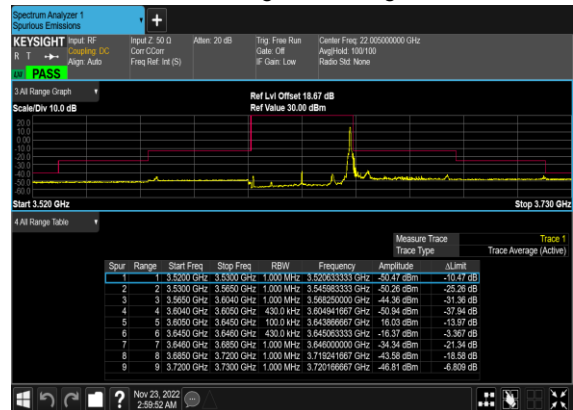 Spectrum Analyzer 1
Spurious Emissions
+
KEYSIGHT Input: RF Input Z: 50 Ω Atten: 20 dB Trig: Free Run Center Freq: 22.005000000 GHz
R T Coupling: DC Corr CCorr Gate: Off Avg|Hold: 100/100
Align: Auto Freq Ref: Int (S) IF Gain: Low Radio Std: None
PASS
3 All Range Graph
Ref Lvl Offset 18.67 dB
Scale/Div 10.0 dB Ref Value 30.00 dBm
20.0
10.0
0.00
-10.0
-20.0
-30.0
-40.0
-50.0
-60.0
Start 3.520 GHz Stop 3.730 GHz
4 All Range Table
Measure Trace Trace 1
Trace Type Trace Average (Active)
Spur Range Start Freq Stop Freq RBW Frequency Amplitude ΔLimit
1 1 3.5200 GHz 3.5300 GHz 1.000 MHz 3.520633333 GHz -50.47 dBm -10.47 dB
2 2 3.5300 GHz 3.5650 GHz 1.000 MHz 3.545983333 GHz -50.26 dBm -25.26 dB
3 3 3.5650 GHz 3.6040 GHz 1.000 MHz 3.568250000 GHz -44.36 dBm -31.36 dB
4 4 3.6040 GHz 3.6050 GHz 430.0 kHz 3.604941667 GHz -50.94 dBm -37.94 dB
5 5 3.6050 GHz 3.6450 GHz 100.0 kHz 3.643866667 GHz 16.03 dBm -13.97 dB
6 6 3.6450 GHz 3.6460 GHz 430.0 kHz 3.645063333 GHz -16.37 dBm -3.367 dB
7 7 3.6460 GHz 3.6850 GHz 1.000 MHz 3.646000000 GHz -34.34 dBm -21.34 dB
8 8 3.6850 GHz 3.7200 GHz 1.000 MHz 3.719241667 GHz -43.58 dBm -18.58 dB
9 9 3.7200 GHz 3.7300 GHz 1.000 MHz 3.720166667 GHz -46.81 dBm -6.809 dB
? Nov 23, 2022
2:59:52 AM